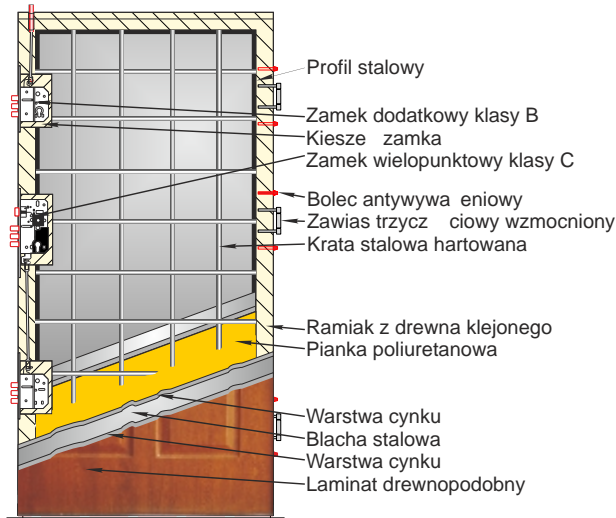 Profil stalowy
Zamek dodatkowy klasy B
Kiesze zamka
Zamek wielopunktowy klasy C
Bolec antywywa eniowy
Zawias trzycz ciowy wzmocniony
Krata stalowa hartowana
Ramiak z drewna klejonego
Pianka poliuretanowa
Warstwa cynku
Blacha stalowa
Warstwa cynku
Laminat drewnopodobny